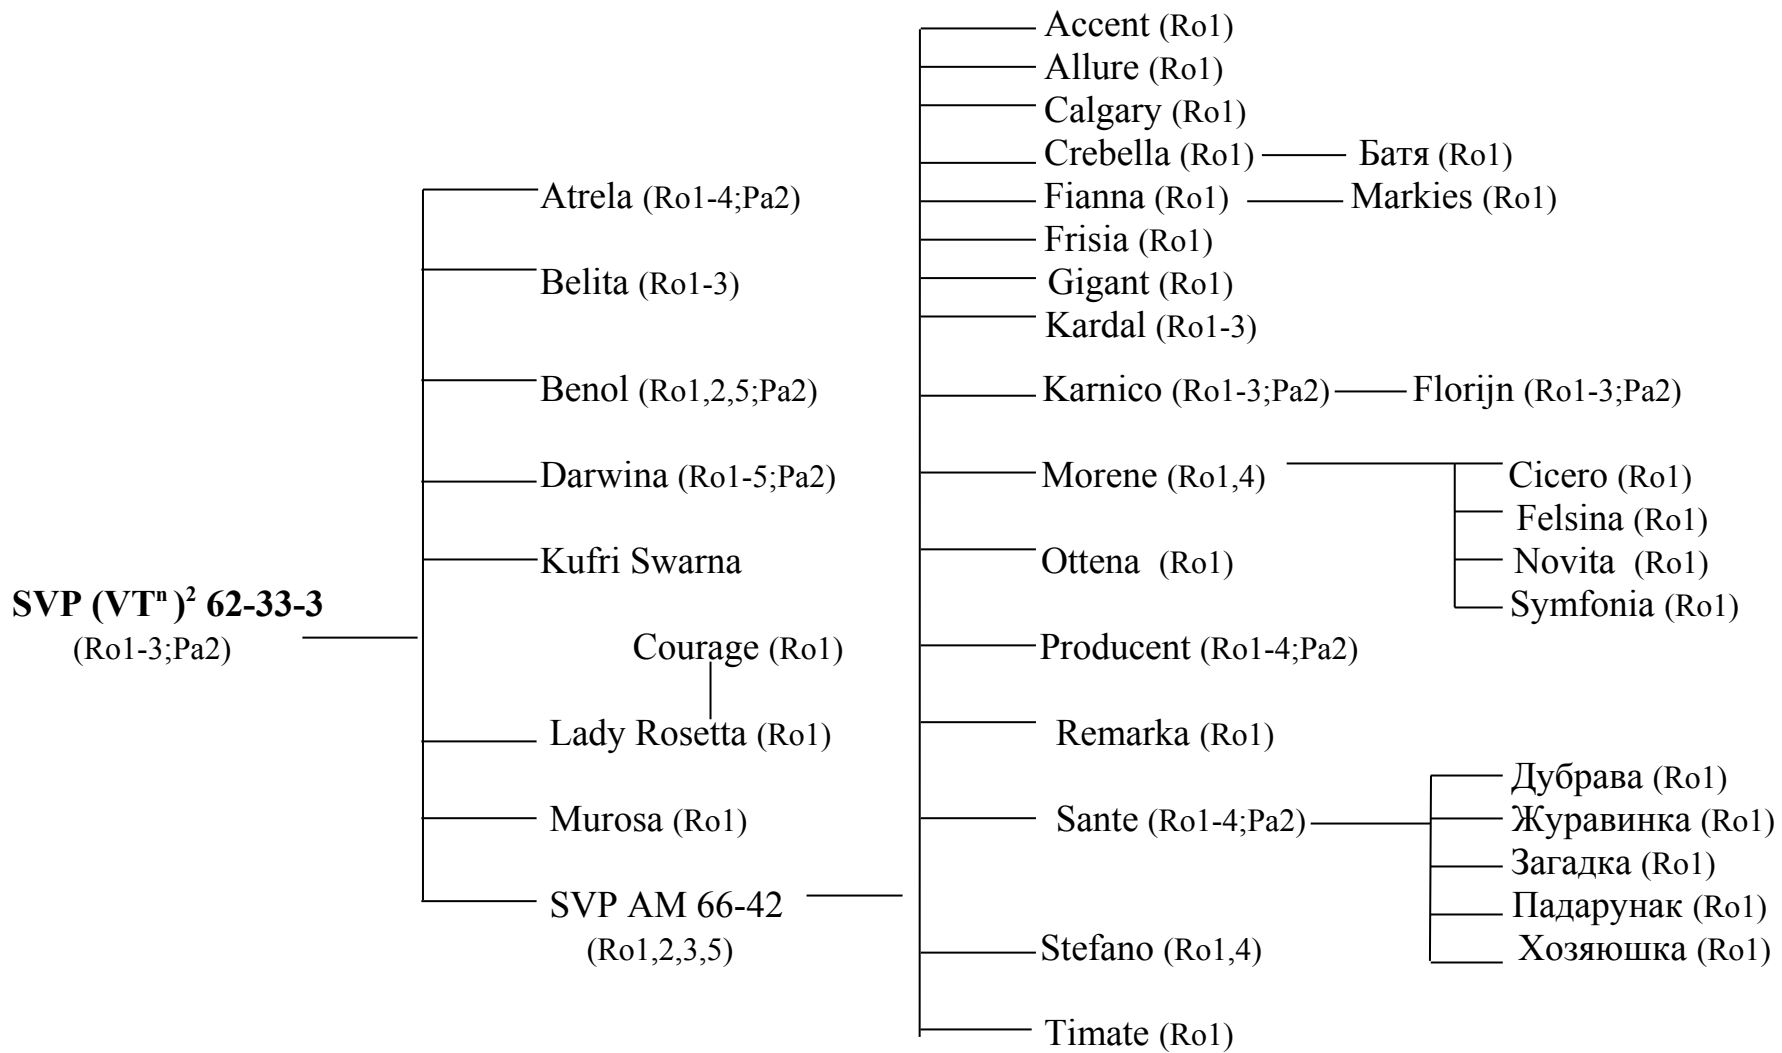 SVP (VTⁿ)² 62-33-3
(Ro1-3;Pa2)
Atrela (Ro1-4;Pa2)
Belita (Ro1-3)
Benol (Ro1,2,5;Pa2)
Darwina (Ro1-5;Pa2)
Kufri Swarna
Courage (Ro1)
Lady Rosetta (Ro1)
Murosa (Ro1)
SVP AM 66-42
(Ro1,2,3,5)
Accent (Ro1)
Allure (Ro1)
Calgary (Ro1)
Crebella (Ro1)
Батя (Ro1)
Fianna (Ro1)
Markies (Ro1)
Frisia (Ro1)
Gigant (Ro1)
Kardal (Ro1-3)
Karnico (Ro1-3;Pa2)
Florijn (Ro1-3;Pa2)
Morene (Ro1,4)
Cicero (Ro1)
Felsina (Ro1)
Novita (Ro1)
Symfonia (Ro1)
Ottena (Ro1)
Producent (Ro1-4;Pa2)
Remarka (Ro1)
Sante (Ro1-4;Pa2)
Дубрава (Ro1)
Журавинка (Ro1)
Загадка (Ro1)
Падарунак (Ro1)
Хозяюшка (Ro1)
Stefano (Ro1,4)
Timate (Ro1)